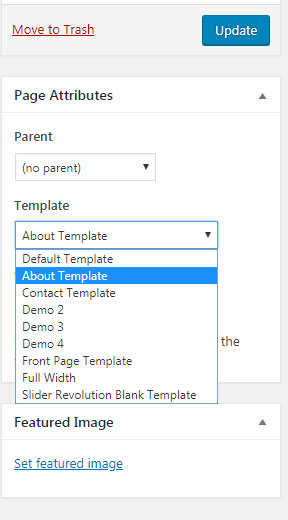 Move to Trash Update
Page Attributes
Parent
(no parent)
Template
About Template
Default Template
About Template
Contact Template
Demo 2
Demo 3
Demo 4
the
Front Page Template
Full Width
Slider Revolution Blank Template
Featured Image
Set featured image